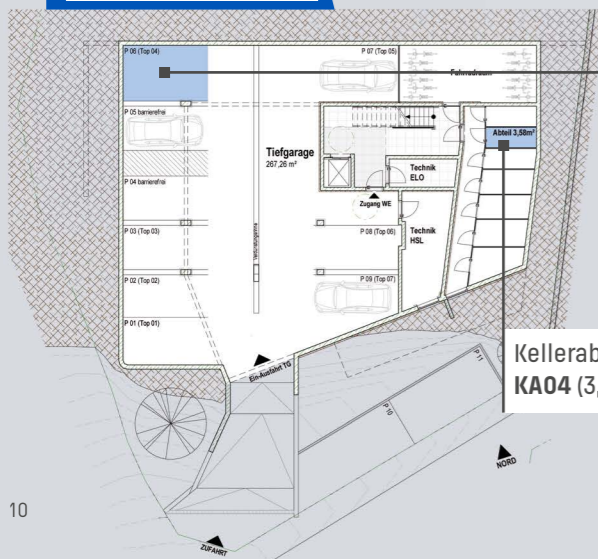 P 06 (Top 04)
P 07 (Top 05)
Fahrradraum
P 05 barrierefrei
Abteil 3,58m²
Tiefgarage
267,26 m²
Technik
ELO
P 04 barrierefrei
Zugang WE
Verdunstungsrinne
P 03 (Top 03)
P 08 (Top 06)
Technik
HSL
P 02 (Top 02)
P 09 (Top 07)
P 01 (Top 01)
Ein-Ausfahrt TG
P 11
Kellerab
KA04 (3,
P 10
NORD
10
ZUFAHRT